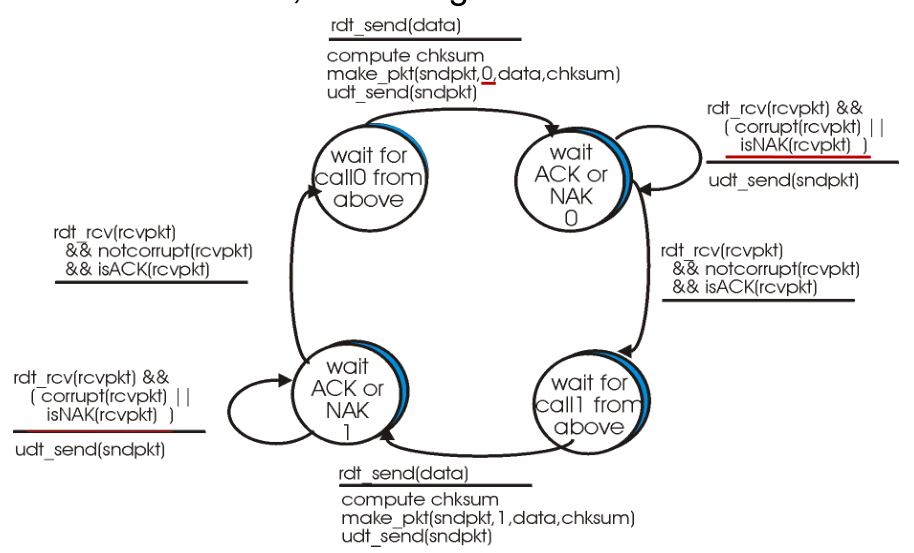 rdt_send(data)
compute chksum
make_pkt(sndpkt,0,data,chksum)
udt_send(sndpkt)
wait for
call0 from
above
wait
ACK or
NAK
0
rdt_rcv(rcvpkt) &&
( corrupt(rcvpkt) ||
isNAK(rcvpkt) )
udt_send(sndpkt)
rdt_rcv(rcvpkt)
&& notcorrupt(rcvpkt)
&& isACK(rcvpkt)
rdt_rcv(rcvpkt)
&& notcorrupt(rcvpkt)
&& isACK(rcvpkt)
rdt_rcv(rcvpkt) &&
( corrupt(rcvpkt) ||
isNAK(rcvpkt) )
udt_send(sndpkt)
wait
ACK or
NAK
1
wait for
call1 from
above
rdt_send(data)
compute chksum
make_pkt(sndpkt,1,data,chksum)
udt_send(sndpkt)